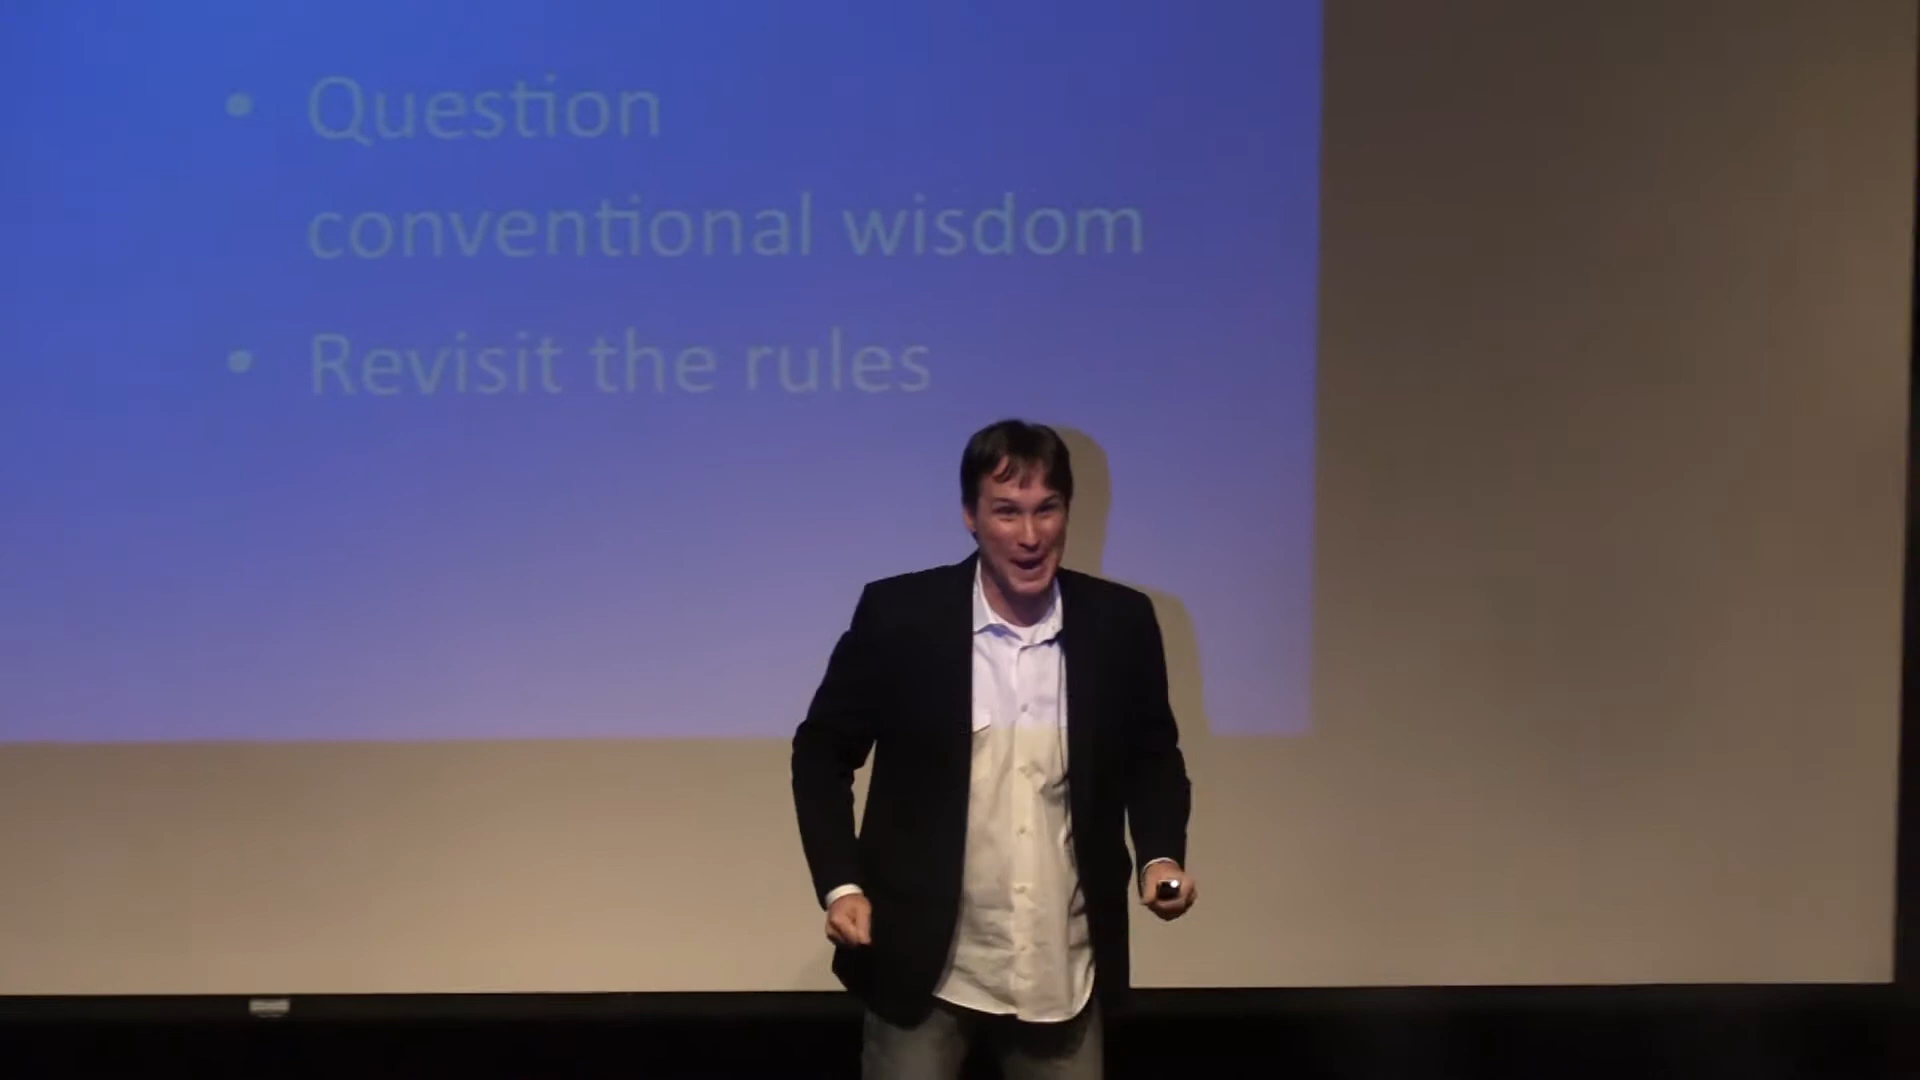 • Question
conventional wisdom
• Revisit the rules